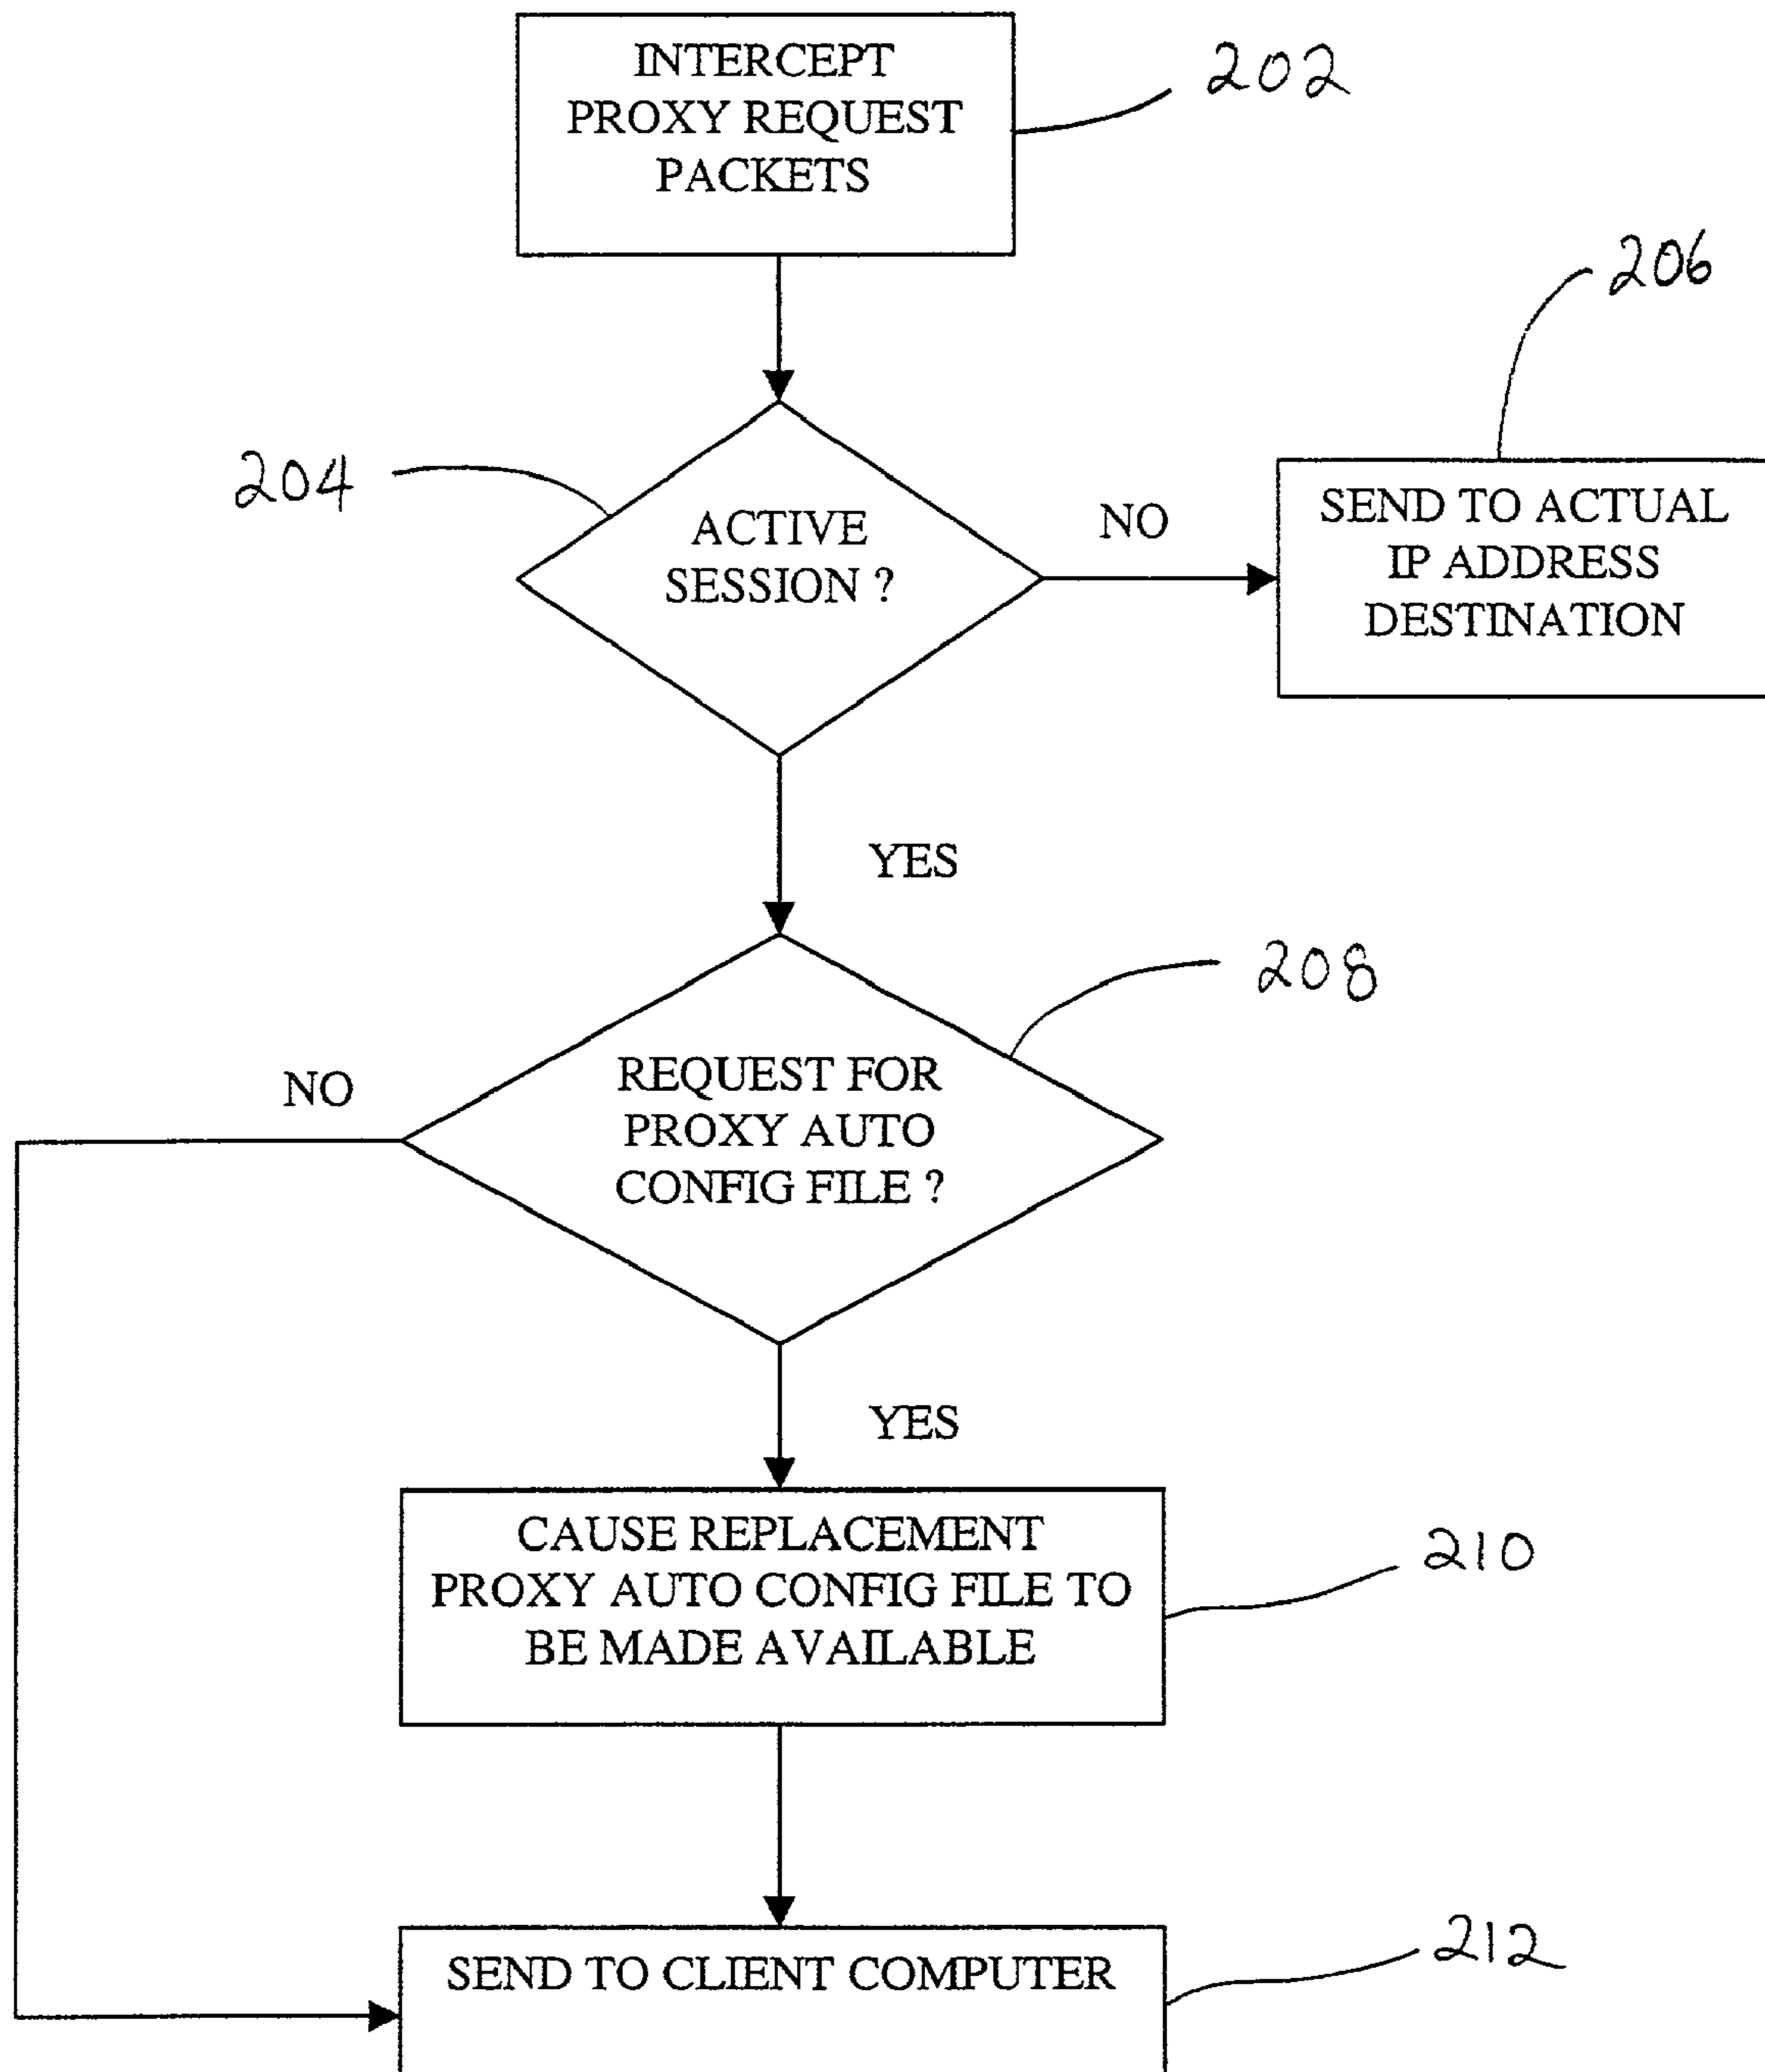 INTERCEPT
PROXY REQUEST
PACKETS
202
206
204
ACTIVE
SESSION ?
NO
SEND TO ACTUAL
IP ADDRESS
DESTINATION
YES
208
NO
REQUEST FOR
PROXY AUTO
CONFIG FILE ?
YES
CAUSE REPLACEMENT
PROXY AUTO CONFIG FILE TO
BE MADE AVAILABLE
210
SEND TO CLIENT COMPUTER
212